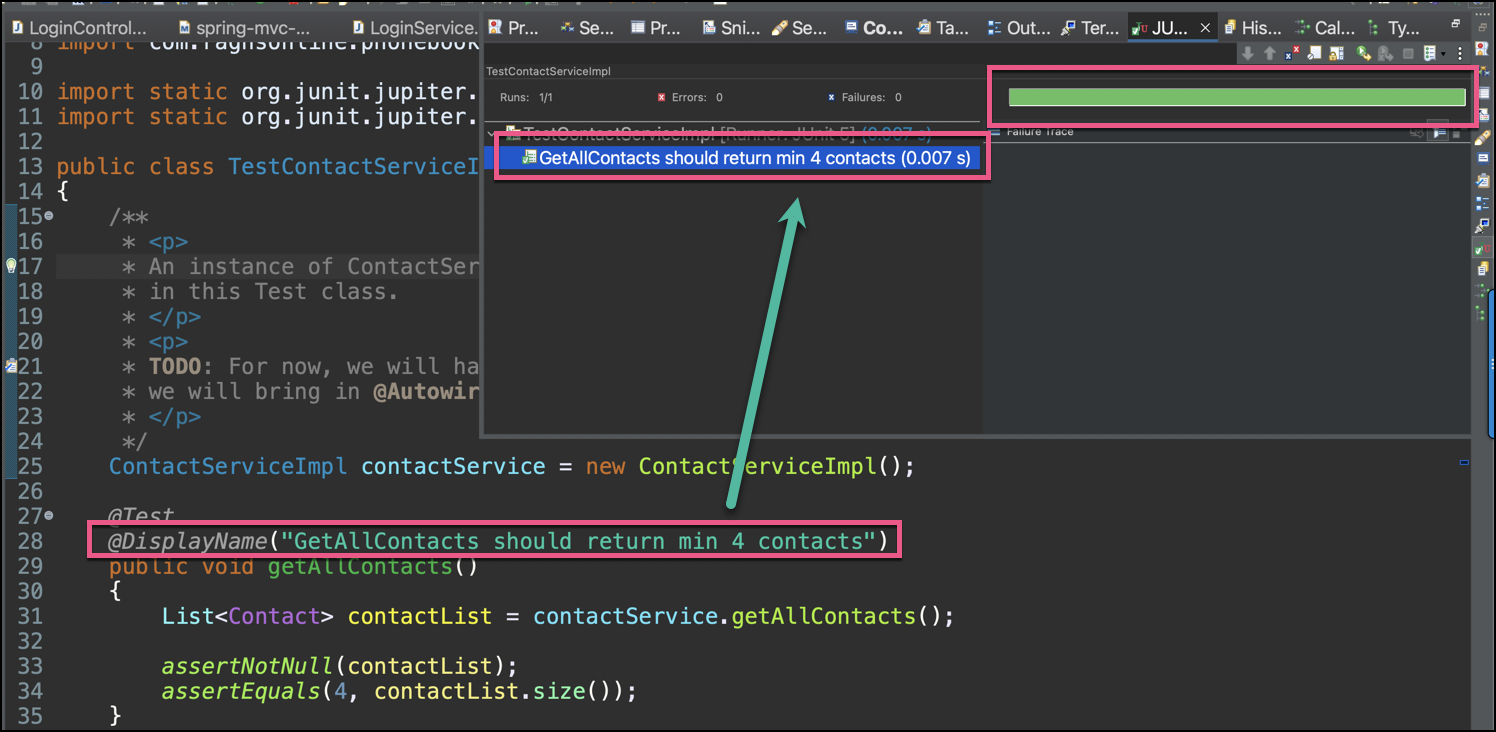 LoginControl... spring-mvc-... LoginService. Pr... Se... Pr... Sni... Se... Co... Ta... Out... Ter... JU... His... Cal... Ty...
TestContactServiceImpl
Runs: 1/1 Errors: 0 Failures: 0
TestContactServiceImpl [Runner: JUnit 5] (0.007 s)
GetAllContacts should return min 4 contacts (0.007 s)
Failure Trace
8 import com.raghsonline.phonebook
9
10 import static org.junit.jupiter.
11 import static org.junit.jupiter.
12
13 public class TestContactServiceI
14 {
15 /**
16 * <p>
17 * An instance of ContactSer
18 * in this Test class.
19 * </p>
20 * <p>
21 * TODO: For now, we will ha
22 * we will bring in @Autowir
23 * </p>
24 */
25 ContactServiceImpl contactService = new ContactServiceImpl();
26
27 @Test
28 @DisplayName("GetAllContacts should return min 4 contacts")
29 public void getAllContacts()
30 {
31 List<Contact> contactList = contactService.getAllContacts();
32
33 assertNotNull(contactList);
34 assertEquals(4, contactList.size());
35 }